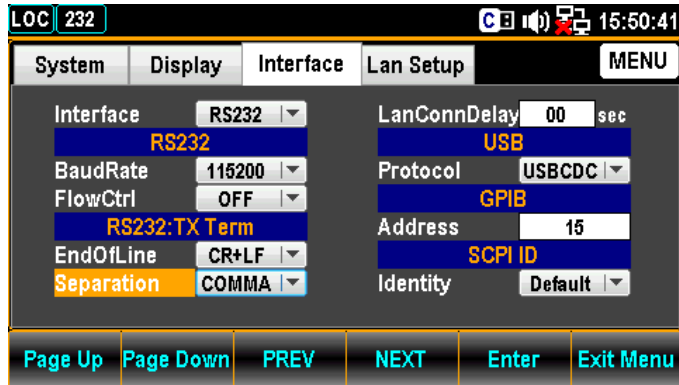 LOC 232 C 15:50:41
System Display Interface Lan Setup MENU
Interface RS232
RS232
BaudRate 115200
FlowCtrl OFF
RS232:TX Term
EndOfLine CR+LF
Separation COMMA
LanConnDelay 00 sec
USB
Protocol USBCDC
GPIB
Address 15
SCPI ID
Identity Default
Page Up Page Down PREV NEXT Enter Exit Menu